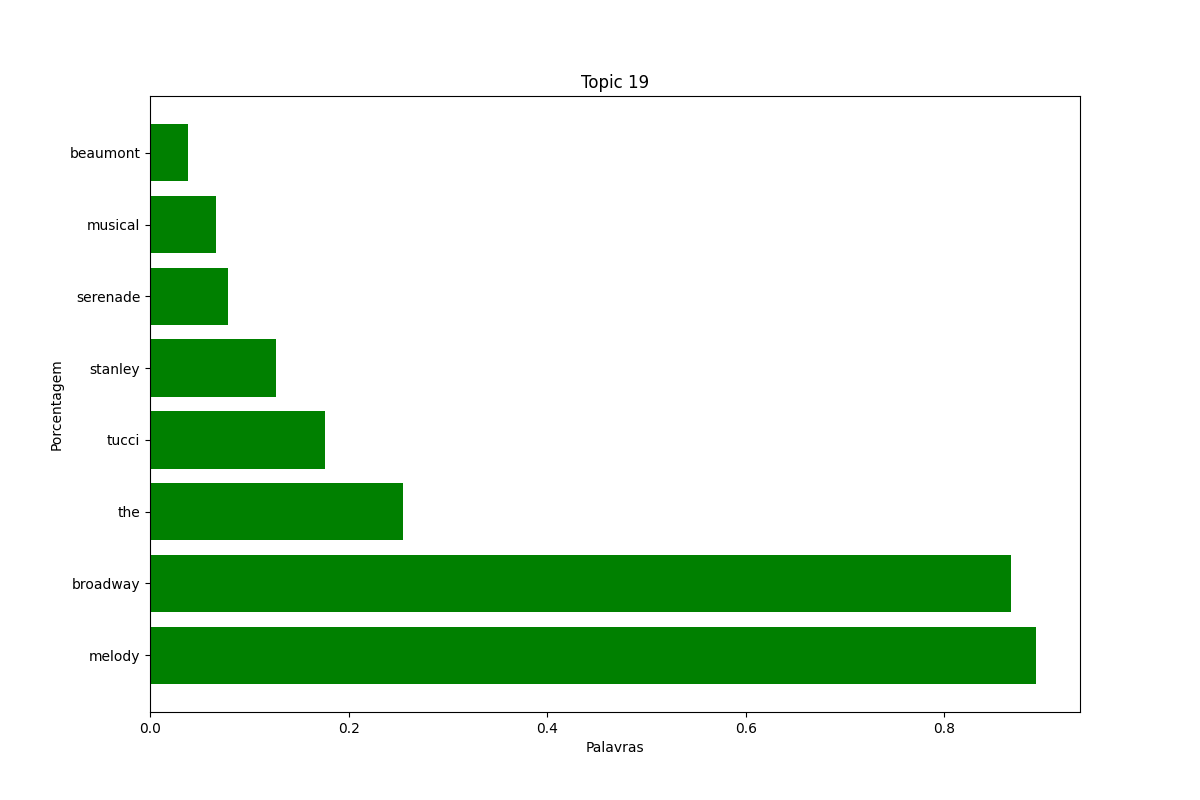 Topic 19
beaumont
musical
serenade
stanley
tucci
the
broadway
melody
Porcentagem
0.0 0.2 0.4 0.6 0.8
Palavras